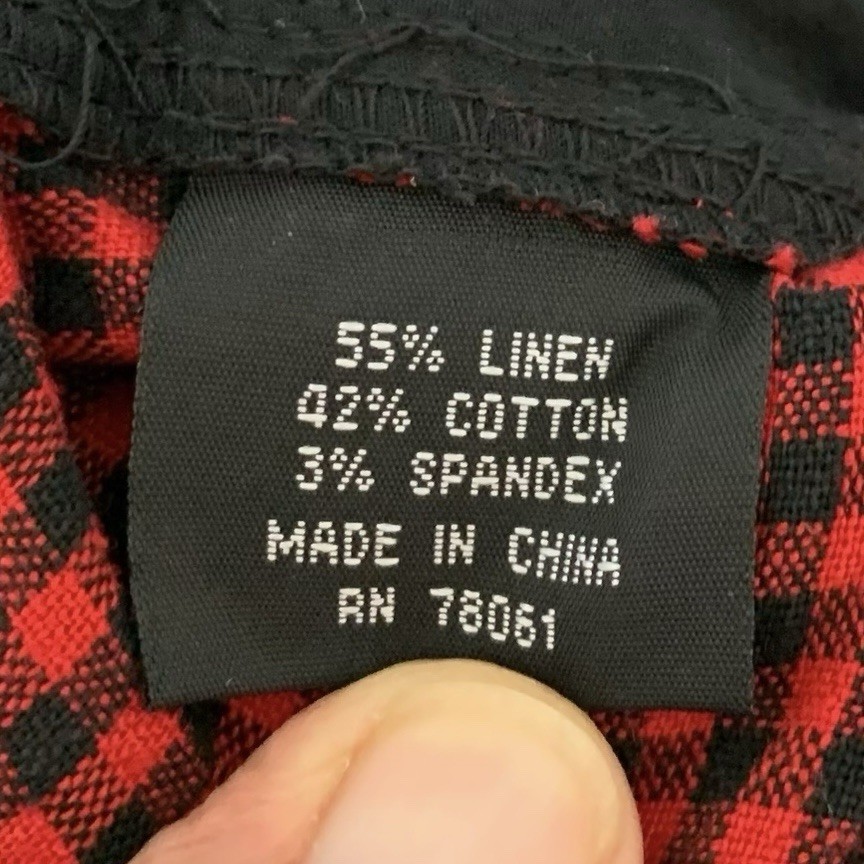 55% LINEN
42% COTTON
3% SPANDEX
MADE IN CHINA
RN 78061